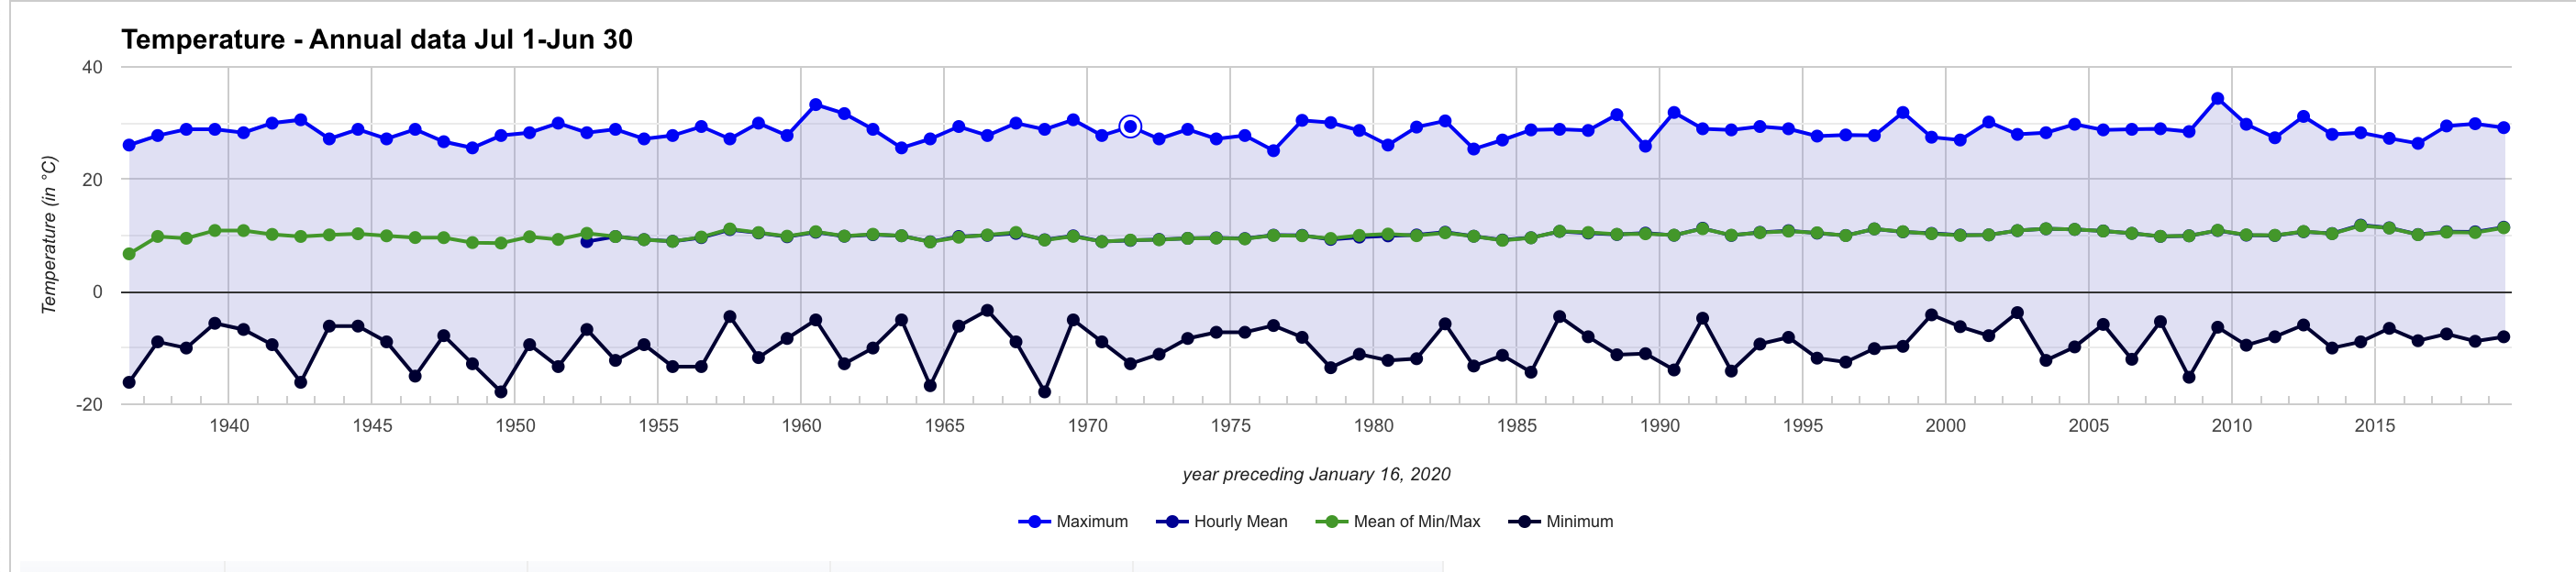 Temperature - Annual data Jul 1-Jun 30
40
20
0
-20
Temperature (in °C)
1940 1945 1950 1955 1960 1965 1970 1975 1980 1985 1990 1995 2000 2005 2010 2015
year preceding January 16, 2020
Maximum Hourly Mean Mean of Min/Max Minimum